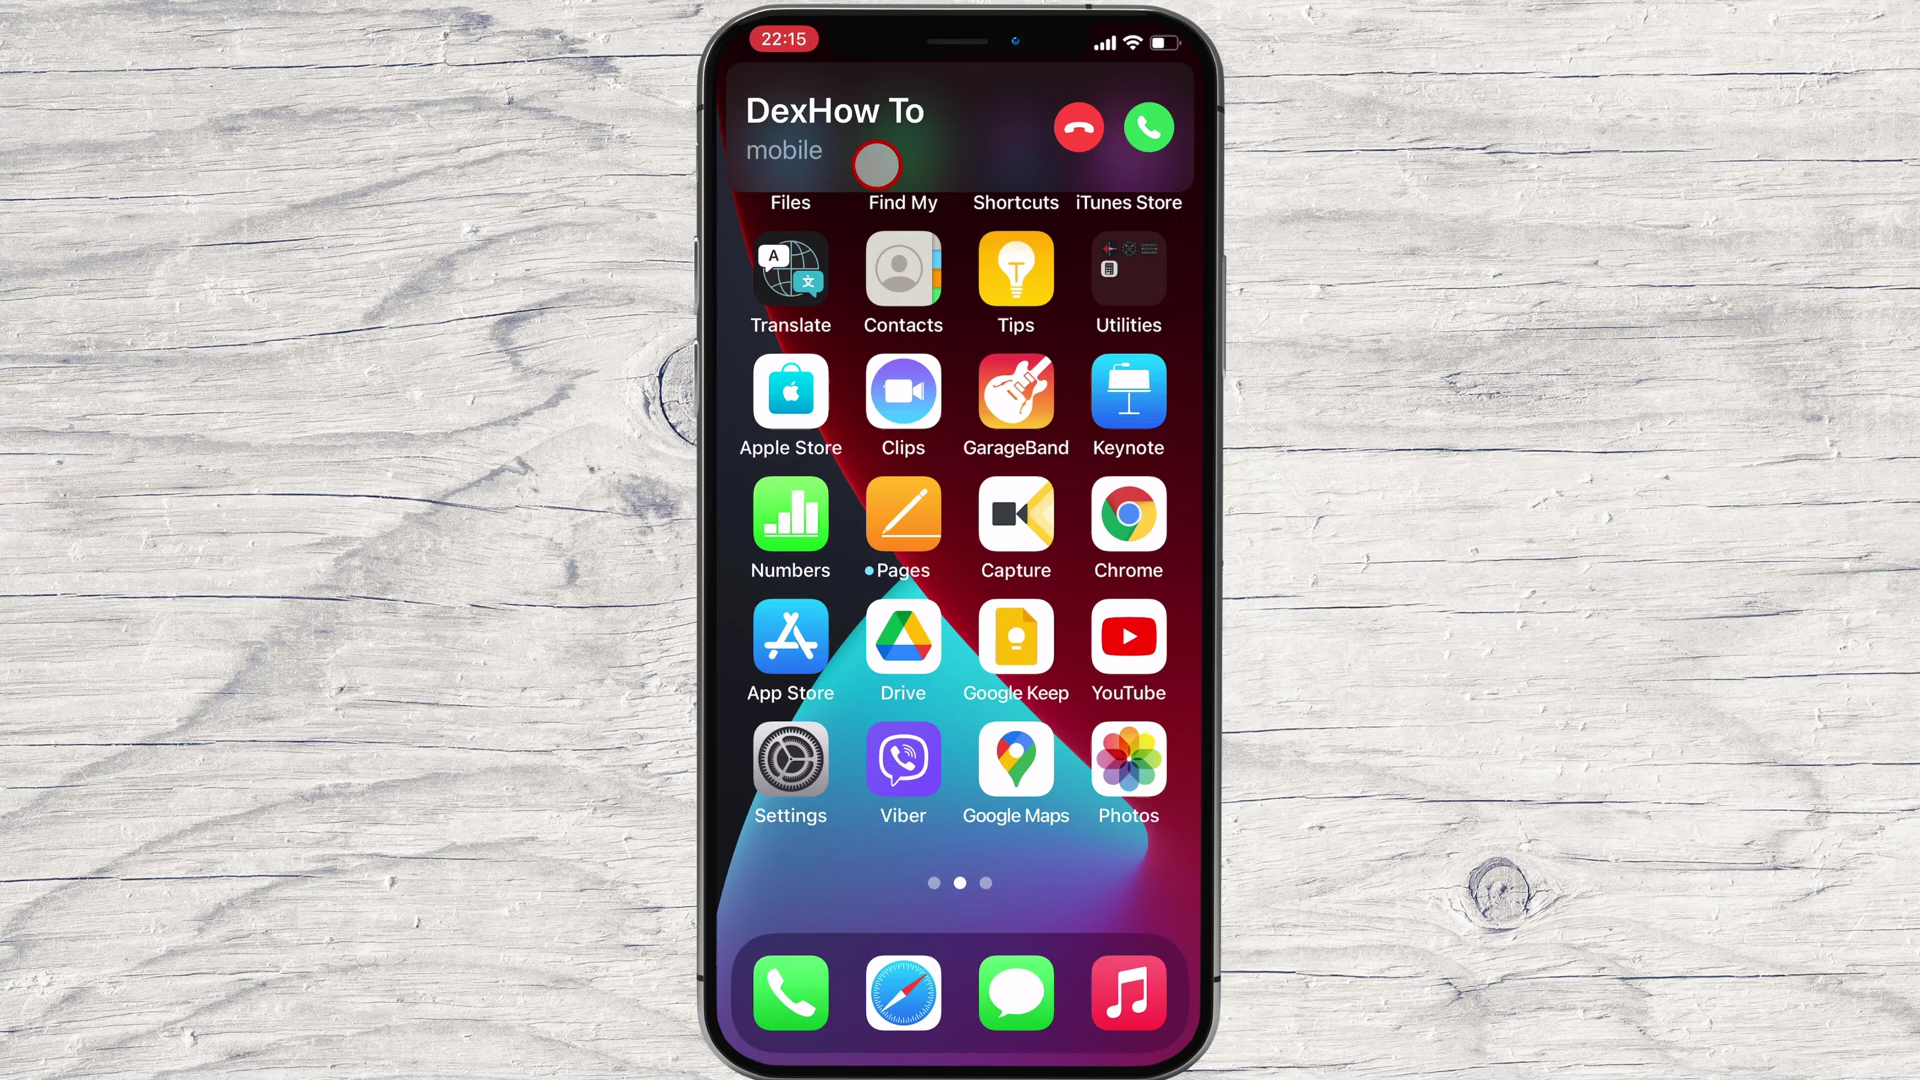 22:15
DexHow To
mobile
Files Find My Shortcuts iTunes Store
A
文
Translate Contacts Tips Utilities
Apple Store Clips GarageBand Keynote
Numbers Pages Capture Chrome
App Store Drive Google Keep YouTube
Settings Viber Google Maps Photos